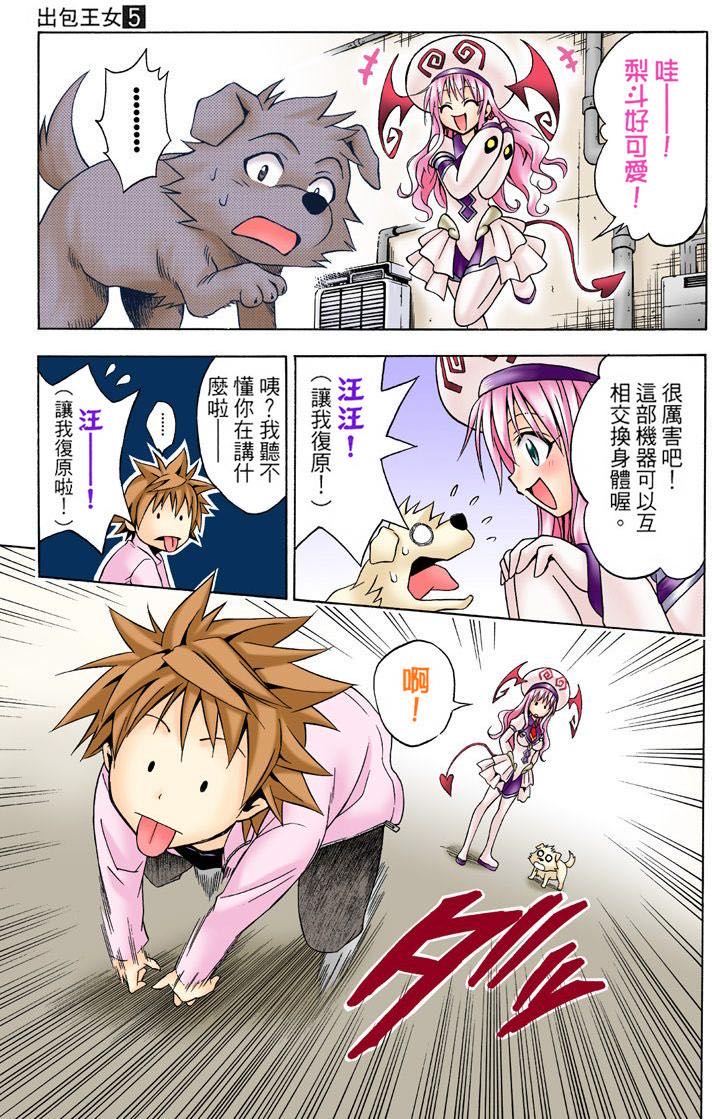 出包王女5
哇——！
梨斗好可愛！
………
很厲害吧！
這部機器可以互
相交換身體喔。
汪汪！
（讓我復原！）
咦？我聽不
懂你在講什
麼啦——
……
汪——！
（讓我復原啦！）
啊！
ダッ